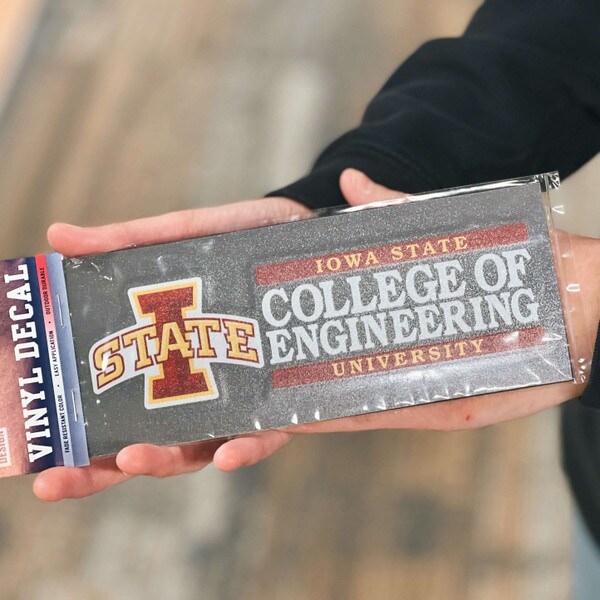 DESIGN
VINYL DECAL
FADE RESISTANT COLOR • EASY APPLICATION • OUTDOOR DURABLE
I
STATE
IOWA STATE
COLLEGE OF
ENGINEERING
UNIVERSITY